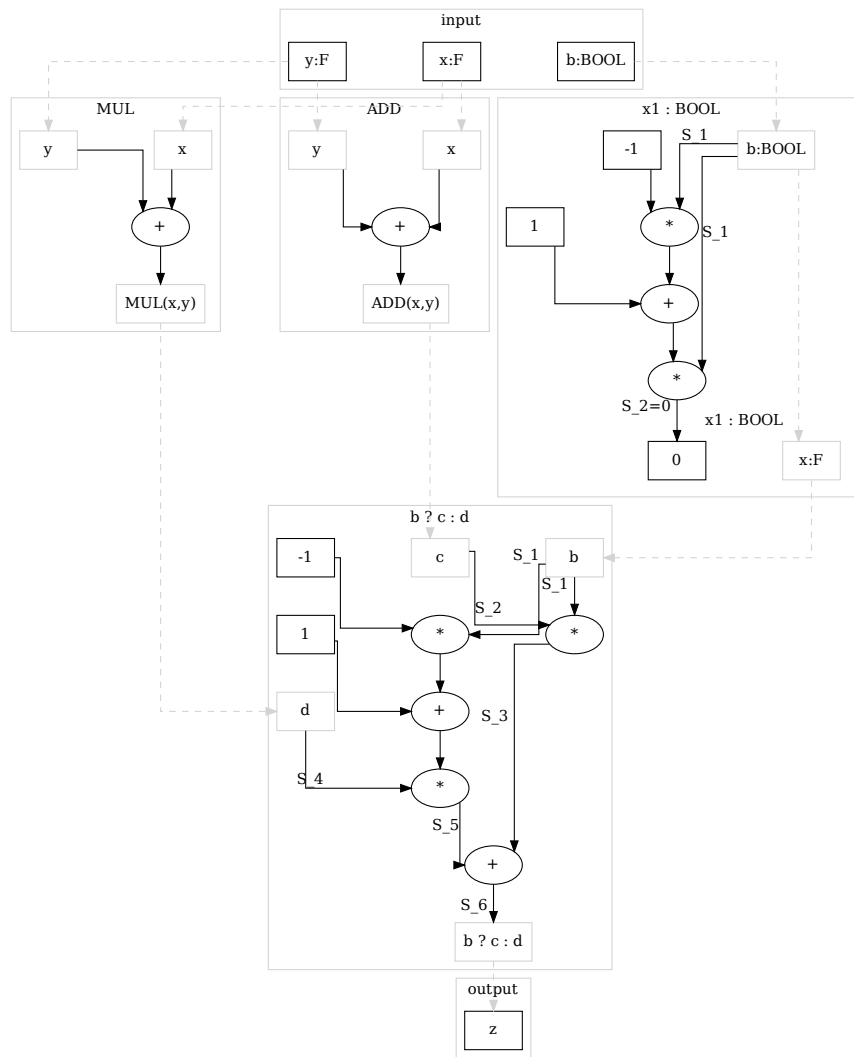 input
y:F
x:F
b:BOOL
MUL
ADD
x1 : BOOL
y
x
y
x
-1
S_1
b:BOOL
+
+
1
*
S_1
MUL(x,y)
ADD(x,y)
+
*
S_2=0
x1 : BOOL
0
x:F
b ? c : d
-1
c
S_1
b
S_1
S_2
1
*
*
d
+
S_3
S_4
*
S_5
+
S_6
b ? c : d
output
z